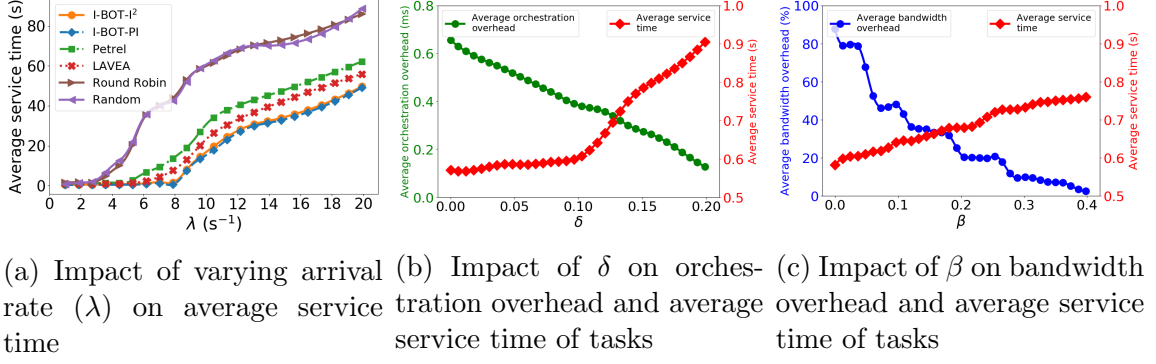 Average service time (s)
80
60
40
20
0
I-BOT-I²
I-BOT-PI
Petrel
LAVEA
Round Robin
Random
0 2 4 6 8 10 12 14 16 18 20
λ (s⁻¹)
Average orchestration overhead (ms)
0.8
0.6
0.4
0.2
0.0
Average orchestration
overhead
Average service
time
1.0
0.9
0.8
0.7
0.6
0.5
Average service time (s)
0.00 0.05 0.10 0.15 0.20
δ
Average bandwidth overhead (%)
100
80
60
40
20
0
Average bandwidth
overhead
Average service
time
1.0
0.9
0.8
0.7
0.6
0.5
Average service time (s)
0.0 0.1 0.2 0.3 0.4
β
(a) Impact of varying arrival
rate (λ) on average service
time
(b) Impact of δ on orches-
tration overhead and average
service time of tasks
(c) Impact of β on bandwidth
overhead and average service
time of tasks